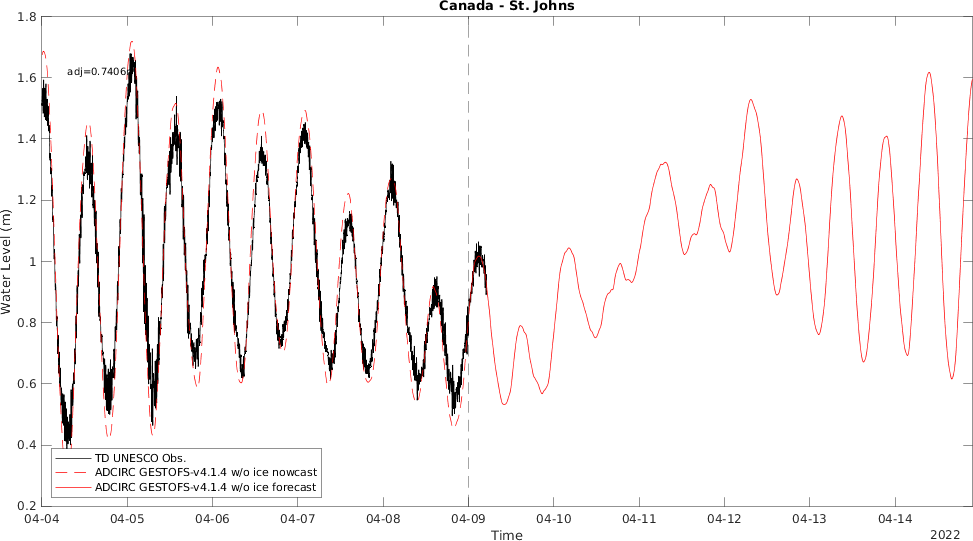 Canada - St. Johns
1.8
1.6
1.4
1.2
1
0.8
0.6
0.4
0.2
Water Level (m)
adj=0.7406
TD UNESCO Obs.
ADCIRC GESTOFS-v4.1.4 w/o ice nowcast
ADCIRC GESTOFS-v4.1.4 w/o ice forecast
04-04 04-05 04-06 04-07 04-08 04-09 04-10 04-11 04-12 04-13 04-14
Time
2022